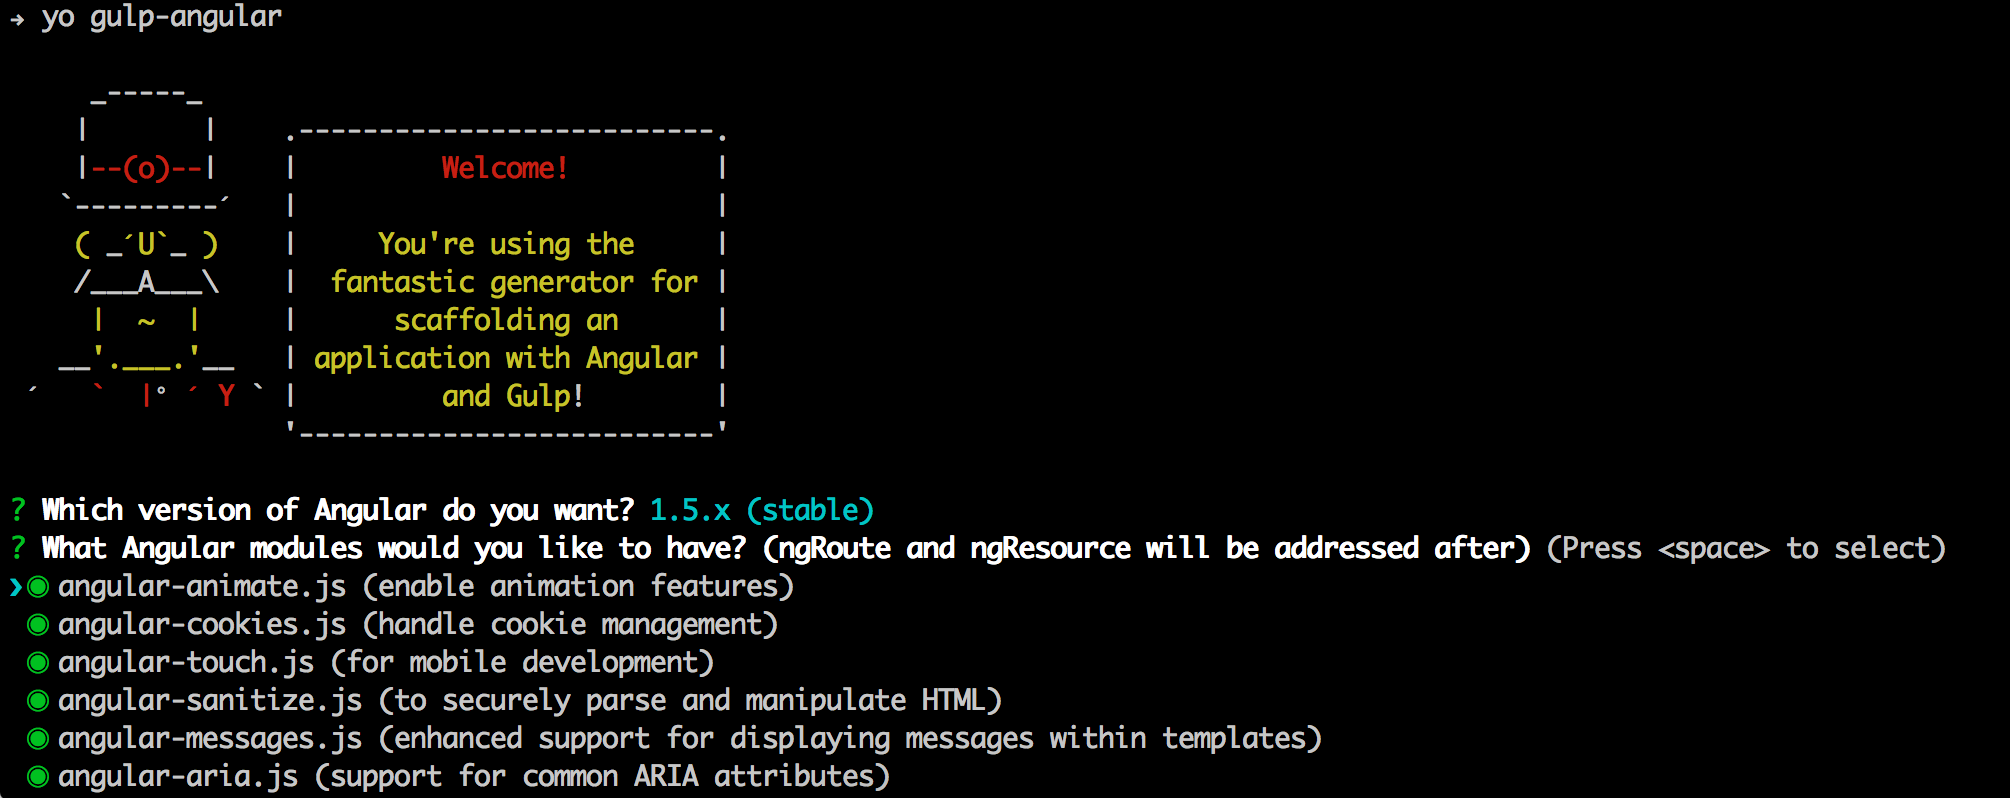 → yo gulp-angular
     _-----_
    |       |    .--------------------------.
    |--(o)--|    |         Welcome!         |
   `---------´   |                          |
    ( _´U`_ )    |     You're using the     |
    /___A___\    |  fantastic generator for |
     |  ~  |     |      scaffolding an      |
   __'.___.'__   | application with Angular |
 ´   `  |° ´ Y ` |         and Gulp!        |
                 '--------------------------'
? Which version of Angular do you want? 1.5.x (stable)
? What Angular modules would you like to have? (ngRoute and ngResource will be addressed after) (Press <space> to select)
❯◉ angular-animate.js (enable animation features)
 ◉ angular-cookies.js (handle cookie management)
 ◉ angular-touch.js (for mobile development)
 ◉ angular-sanitize.js (to securely parse and manipulate HTML)
 ◉ angular-messages.js (enhanced support for displaying messages within templates)
 ◉ angular-aria.js (support for common ARIA attributes)